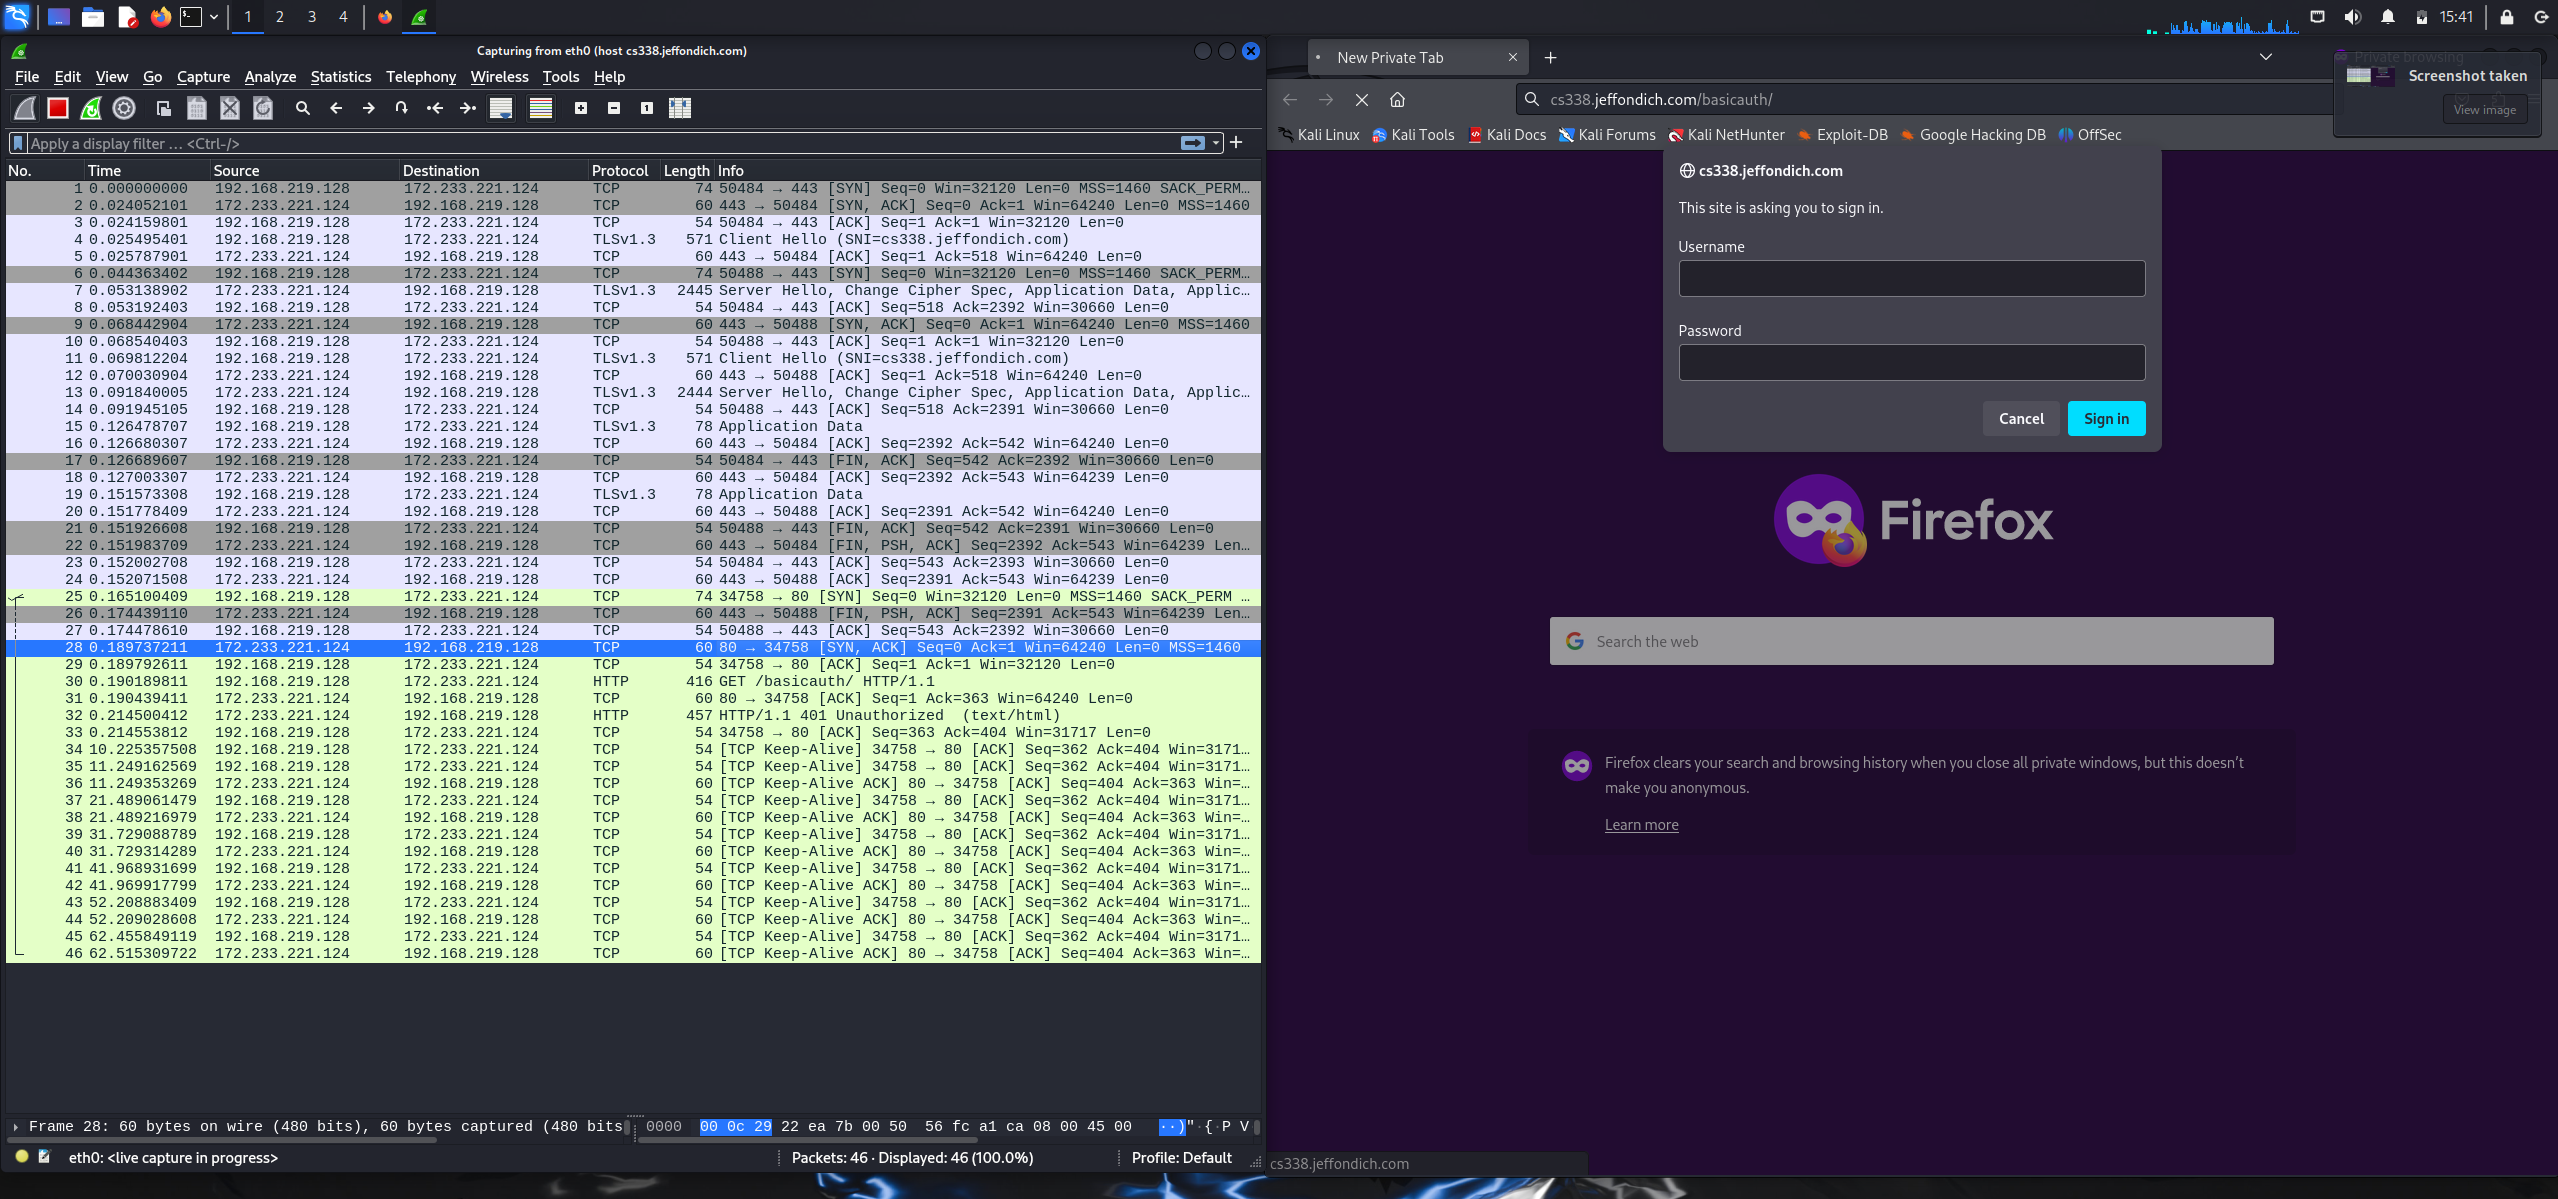 1 2 3 4
15:41
Capturing from eth0 (host cs338.jeffondich.com)
File Edit View Go Capture Analyze Statistics Telephony Wireless Tools Help
Apply a display filter … <Ctrl-/>
No. Time Source Destination Protocol Length Info
1 0.000000000 192.168.219.128 172.233.221.124 TCP 74 50484 → 443 [SYN] Seq=0 Win=32120 Len=0 MSS=1460 SACK_PERM…
2 0.024052101 172.233.221.124 192.168.219.128 TCP 60 443 → 50484 [SYN, ACK] Seq=0 Ack=1 Win=64240 Len=0 MSS=1460
3 0.024159801 192.168.219.128 172.233.221.124 TCP 54 50484 → 443 [ACK] Seq=1 Ack=1 Win=32120 Len=0
4 0.025495401 192.168.219.128 172.233.221.124 TLSv1.3 571 Client Hello (SNI=cs338.jeffondich.com)
5 0.025787901 172.233.221.124 192.168.219.128 TCP 60 443 → 50484 [ACK] Seq=1 Ack=518 Win=64240 Len=0
6 0.044363402 192.168.219.128 172.233.221.124 TCP 74 50488 → 443 [SYN] Seq=0 Win=32120 Len=0 MSS=1460 SACK_PERM…
7 0.053138902 172.233.221.124 192.168.219.128 TLSv1.3 2445 Server Hello, Change Cipher Spec, Application Data, Applic…
8 0.053192403 192.168.219.128 172.233.221.124 TCP 54 50484 → 443 [ACK] Seq=518 Ack=2392 Win=30660 Len=0
9 0.068442904 172.233.221.124 192.168.219.128 TCP 60 443 → 50488 [SYN, ACK] Seq=0 Ack=1 Win=64240 Len=0 MSS=1460
10 0.068540403 192.168.219.128 172.233.221.124 TCP 54 50488 → 443 [ACK] Seq=1 Ack=1 Win=32120 Len=0
11 0.069812204 192.168.219.128 172.233.221.124 TLSv1.3 571 Client Hello (SNI=cs338.jeffondich.com)
12 0.070030904 172.233.221.124 192.168.219.128 TCP 60 443 → 50488 [ACK] Seq=1 Ack=518 Win=64240 Len=0
13 0.091840005 172.233.221.124 192.168.219.128 TLSv1.3 2444 Server Hello, Change Cipher Spec, Application Data, Applic…
14 0.091945105 192.168.219.128 172.233.221.124 TCP 54 50488 → 443 [ACK] Seq=518 Ack=2391 Win=30660 Len=0
15 0.126478707 192.168.219.128 172.233.221.124 TLSv1.3 78 Application Data
16 0.126680307 172.233.221.124 192.168.219.128 TCP 60 443 → 50484 [ACK] Seq=2392 Ack=542 Win=64240 Len=0
17 0.126689607 192.168.219.128 172.233.221.124 TCP 54 50484 → 443 [FIN, ACK] Seq=542 Ack=2392 Win=30660 Len=0
18 0.127003307 172.233.221.124 192.168.219.128 TCP 60 443 → 50484 [ACK] Seq=2392 Ack=543 Win=64239 Len=0
19 0.151573308 192.168.219.128 172.233.221.124 TLSv1.3 78 Application Data
20 0.151778409 172.233.221.124 192.168.219.128 TCP 60 443 → 50488 [ACK] Seq=2391 Ack=542 Win=64240 Len=0
21 0.151926608 192.168.219.128 172.233.221.124 TCP 54 50488 → 443 [FIN, ACK] Seq=542 Ack=2391 Win=30660 Len=0
22 0.151983709 172.233.221.124 192.168.219.128 TCP 60 443 → 50484 [FIN, PSH, ACK] Seq=2392 Ack=543 Win=64239 Len…
23 0.152002708 192.168.219.128 172.233.221.124 TCP 54 50484 → 443 [ACK] Seq=543 Ack=2393 Win=30660 Len=0
24 0.152071508 172.233.221.124 192.168.219.128 TCP 60 443 → 50488 [ACK] Seq=2391 Ack=543 Win=64239 Len=0
25 0.165100409 192.168.219.128 172.233.221.124 TCP 74 34758 → 80 [SYN] Seq=0 Win=32120 Len=0 MSS=1460 SACK_PERM …
26 0.174439110 172.233.221.124 192.168.219.128 TCP 60 443 → 50488 [FIN, PSH, ACK] Seq=2391 Ack=543 Win=64239 Len…
27 0.174478610 192.168.219.128 172.233.221.124 TCP 54 50488 → 443 [ACK] Seq=543 Ack=2392 Win=30660 Len=0
28 0.189737211 172.233.221.124 192.168.219.128 TCP 60 80 → 34758 [SYN, ACK] Seq=0 Ack=1 Win=64240 Len=0 MSS=1460
29 0.189792611 192.168.219.128 172.233.221.124 TCP 54 34758 → 80 [ACK] Seq=1 Ack=1 Win=32120 Len=0
30 0.190189811 192.168.219.128 172.233.221.124 HTTP 416 GET /basicauth/ HTTP/1.1
31 0.190439411 172.233.221.124 192.168.219.128 TCP 60 80 → 34758 [ACK] Seq=1 Ack=363 Win=64240 Len=0
32 0.214500412 172.233.221.124 192.168.219.128 HTTP 457 HTTP/1.1 401 Unauthorized (text/html)
33 0.214553812 192.168.219.128 172.233.221.124 TCP 54 34758 → 80 [ACK] Seq=363 Ack=404 Win=31717 Len=0
34 10.225357508 192.168.219.128 172.233.221.124 TCP 54 [TCP Keep-Alive] 34758 → 80 [ACK] Seq=362 Ack=404 Win=3171…
35 11.249162569 192.168.219.128 172.233.221.124 TCP 54 [TCP Keep-Alive] 34758 → 80 [ACK] Seq=362 Ack=404 Win=3171…
36 11.249353269 172.233.221.124 192.168.219.128 TCP 60 [TCP Keep-Alive ACK] 80 → 34758 [ACK] Seq=404 Ack=363 Win=…
37 21.489061479 192.168.219.128 172.233.221.124 TCP 54 [TCP Keep-Alive] 34758 → 80 [ACK] Seq=362 Ack=404 Win=3171…
38 21.489216979 172.233.221.124 192.168.219.128 TCP 60 [TCP Keep-Alive ACK] 80 → 34758 [ACK] Seq=404 Ack=363 Win=…
39 31.729088789 192.168.219.128 172.233.221.124 TCP 54 [TCP Keep-Alive] 34758 → 80 [ACK] Seq=362 Ack=404 Win=3171…
40 31.729314289 172.233.221.124 192.168.219.128 TCP 60 [TCP Keep-Alive ACK] 80 → 34758 [ACK] Seq=404 Ack=363 Win=…
41 41.968931699 192.168.219.128 172.233.221.124 TCP 54 [TCP Keep-Alive] 34758 → 80 [ACK] Seq=362 Ack=404 Win=3171…
42 41.969917799 172.233.221.124 192.168.219.128 TCP 60 [TCP Keep-Alive ACK] 80 → 34758 [ACK] Seq=404 Ack=363 Win=…
43 52.208883409 192.168.219.128 172.233.221.124 TCP 54 [TCP Keep-Alive] 34758 → 80 [ACK] Seq=362 Ack=404 Win=3171…
44 52.209028608 172.233.221.124 192.168.219.128 TCP 60 [TCP Keep-Alive ACK] 80 → 34758 [ACK] Seq=404 Ack=363 Win=…
45 62.455849119 192.168.219.128 172.233.221.124 TCP 54 [TCP Keep-Alive] 34758 → 80 [ACK] Seq=362 Ack=404 Win=3171…
46 62.515309722 172.233.221.124 192.168.219.128 TCP 60 [TCP Keep-Alive ACK] 80 → 34758 [ACK] Seq=404 Ack=363 Win=…
Frame 28: 60 bytes on wire (480 bits), 60 bytes captured (480 bits
0000 00 0c 29 22 ea 7b 00 50 56 fc a1 ca 08 00 45 00 ··)"·{·P V
eth0: <live capture in progress>
Packets: 46 · Displayed: 46 (100.0%)
Profile: Default
New Private Tab
Private browsing
Screenshot taken
View image
cs338.jeffondich.com/basicauth/
Kali Linux Kali Tools Kali Docs Kali Forums Kali NetHunter Exploit-DB Google Hacking DB OffSec
cs338.jeffondich.com
This site is asking you to sign in.
Username
Password
Cancel Sign in
Firefox
Search the web
Firefox clears your search and browsing history when you close all private windows, but this doesn’t
make you anonymous.
Learn more
cs338.jeffondich.com